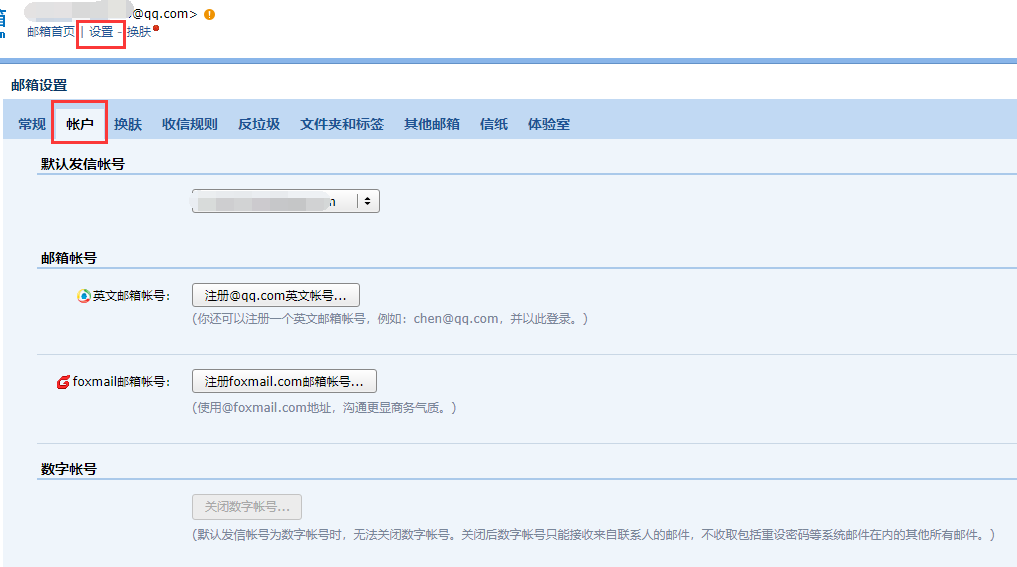 @qq.com>
邮箱首页 | 设置 - 换肤
邮箱设置
常规 帐户 换肤 收信规则 反垃圾 文件夹和标签 其他邮箱 信纸 体验室
默认发信帐号
邮箱帐号
英文邮箱帐号： 注册@qq.com英文帐号...
(你还可以注册一个英文邮箱帐号，例如：chen@qq.com，并以此登录。)
foxmail邮箱帐号： 注册foxmail.com邮箱帐号...
(使用@foxmail.com地址，沟通更显商务气质。)
数字帐号
关闭数字帐号...
(默认发信帐号为数字帐号时，无法关闭数字帐号。关闭后数字帐号只能接收来自联系人的邮件，不收取包括重设密码等系统邮件在内的其他所有邮件。)